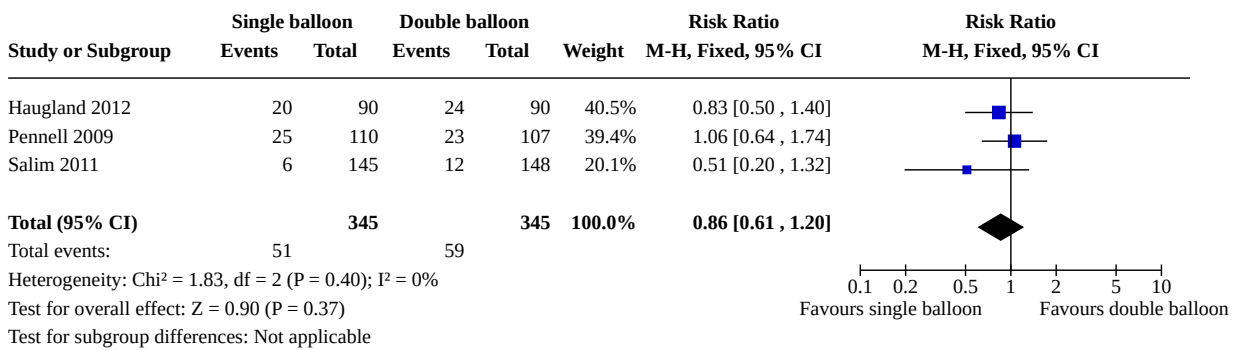 Single balloon Double balloon Risk Ratio Risk Ratio
Study or Subgroup Events Total Events Total Weight M-H, Fixed, 95% CI M-H, Fixed, 95% CI
Haugland 2012 20 90 24 90 40.5% 0.83 [0.50 , 1.40]
Pennell 2009 25 110 23 107 39.4% 1.06 [0.64 , 1.74]
Salim 2011 6 145 12 148 20.1% 0.51 [0.20 , 1.32]
Total (95% CI) 345 345 100.0% 0.86 [0.61 , 1.20]
Total events: 51 59
Heterogeneity: Chi² = 1.83, df = 2 (P = 0.40); I² = 0%
0.1 0.2 0.5 1 2 5 10
Test for overall effect: Z = 0.90 (P = 0.37) Favours single balloon Favours double balloon
Test for subgroup differences: Not applicable